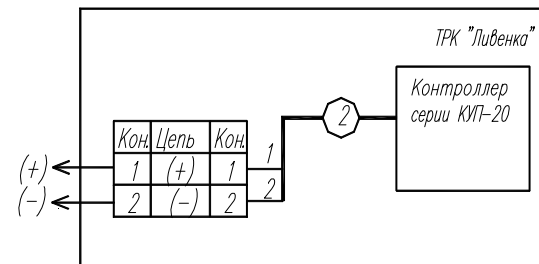 ТРК "Ливенка"
Контроллер
серии КУП-20
2
Кон. Цепь Кон.
(+) 1 (+) 1 1
(-) 2 (-) 2 2